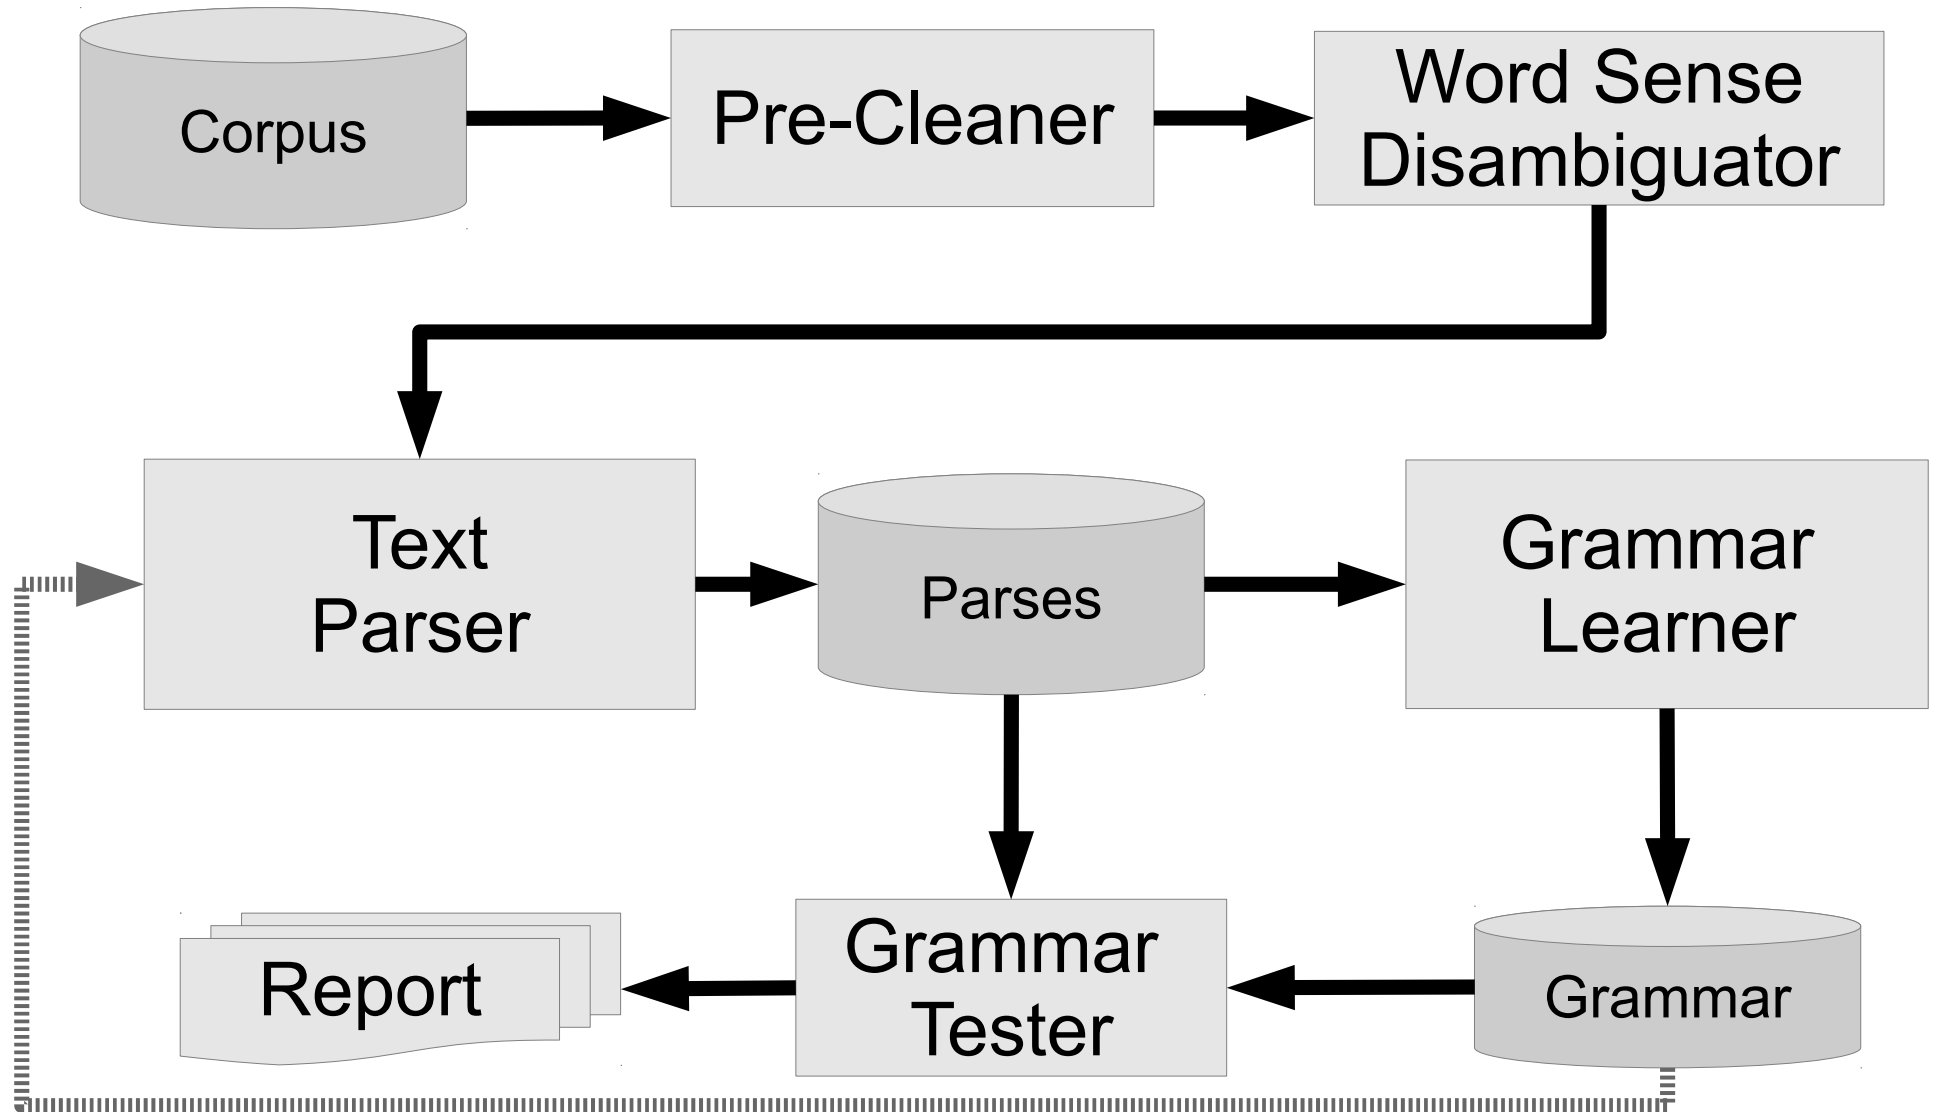 Corpus
Pre-Cleaner
Word Sense
Disambiguator
Text
Parser
Parses
Grammar
Learner
Report
Grammar
Tester
Grammar